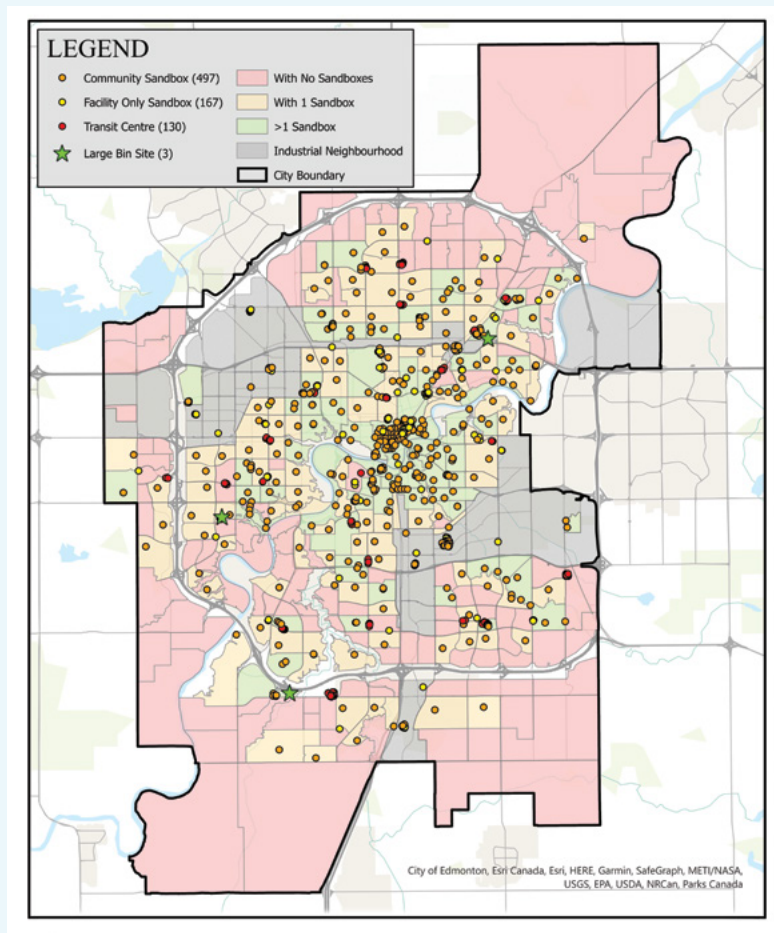 LEGEND
Community Sandbox (497)
Facility Only Sandbox (167)
Transit Centre (130)
Large Bin Site (3)
With No Sandboxes
With 1 Sandbox
>1 Sandbox
Industrial Neighbourhood
City Boundary
City of Edmonton, Esri Canada, Esri, HERE, Garmin, SafeGraph, METI/NASA,
USGS, EPA, USDA, NRCan, Parks Canada